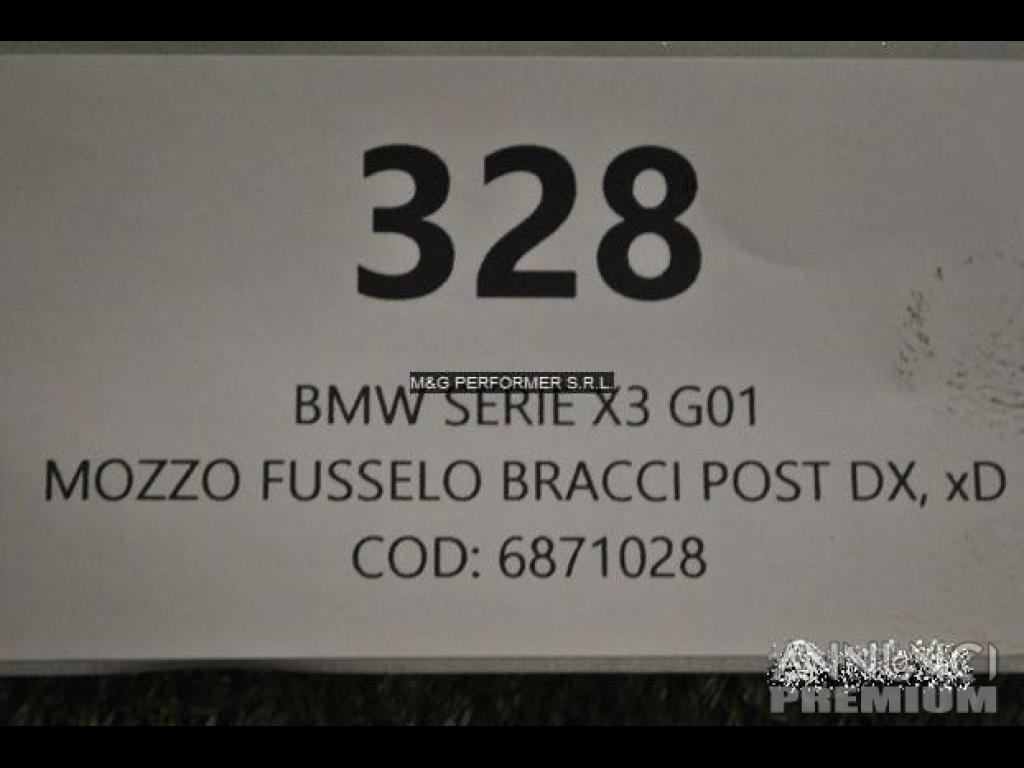 328
M&G PERFORMER S.R.L.
BMW SERIE X3 G01
MOZZO FUSSELO BRACCI POST DX, xD
COD: 6871028
ANNUNCI
PREMIUM